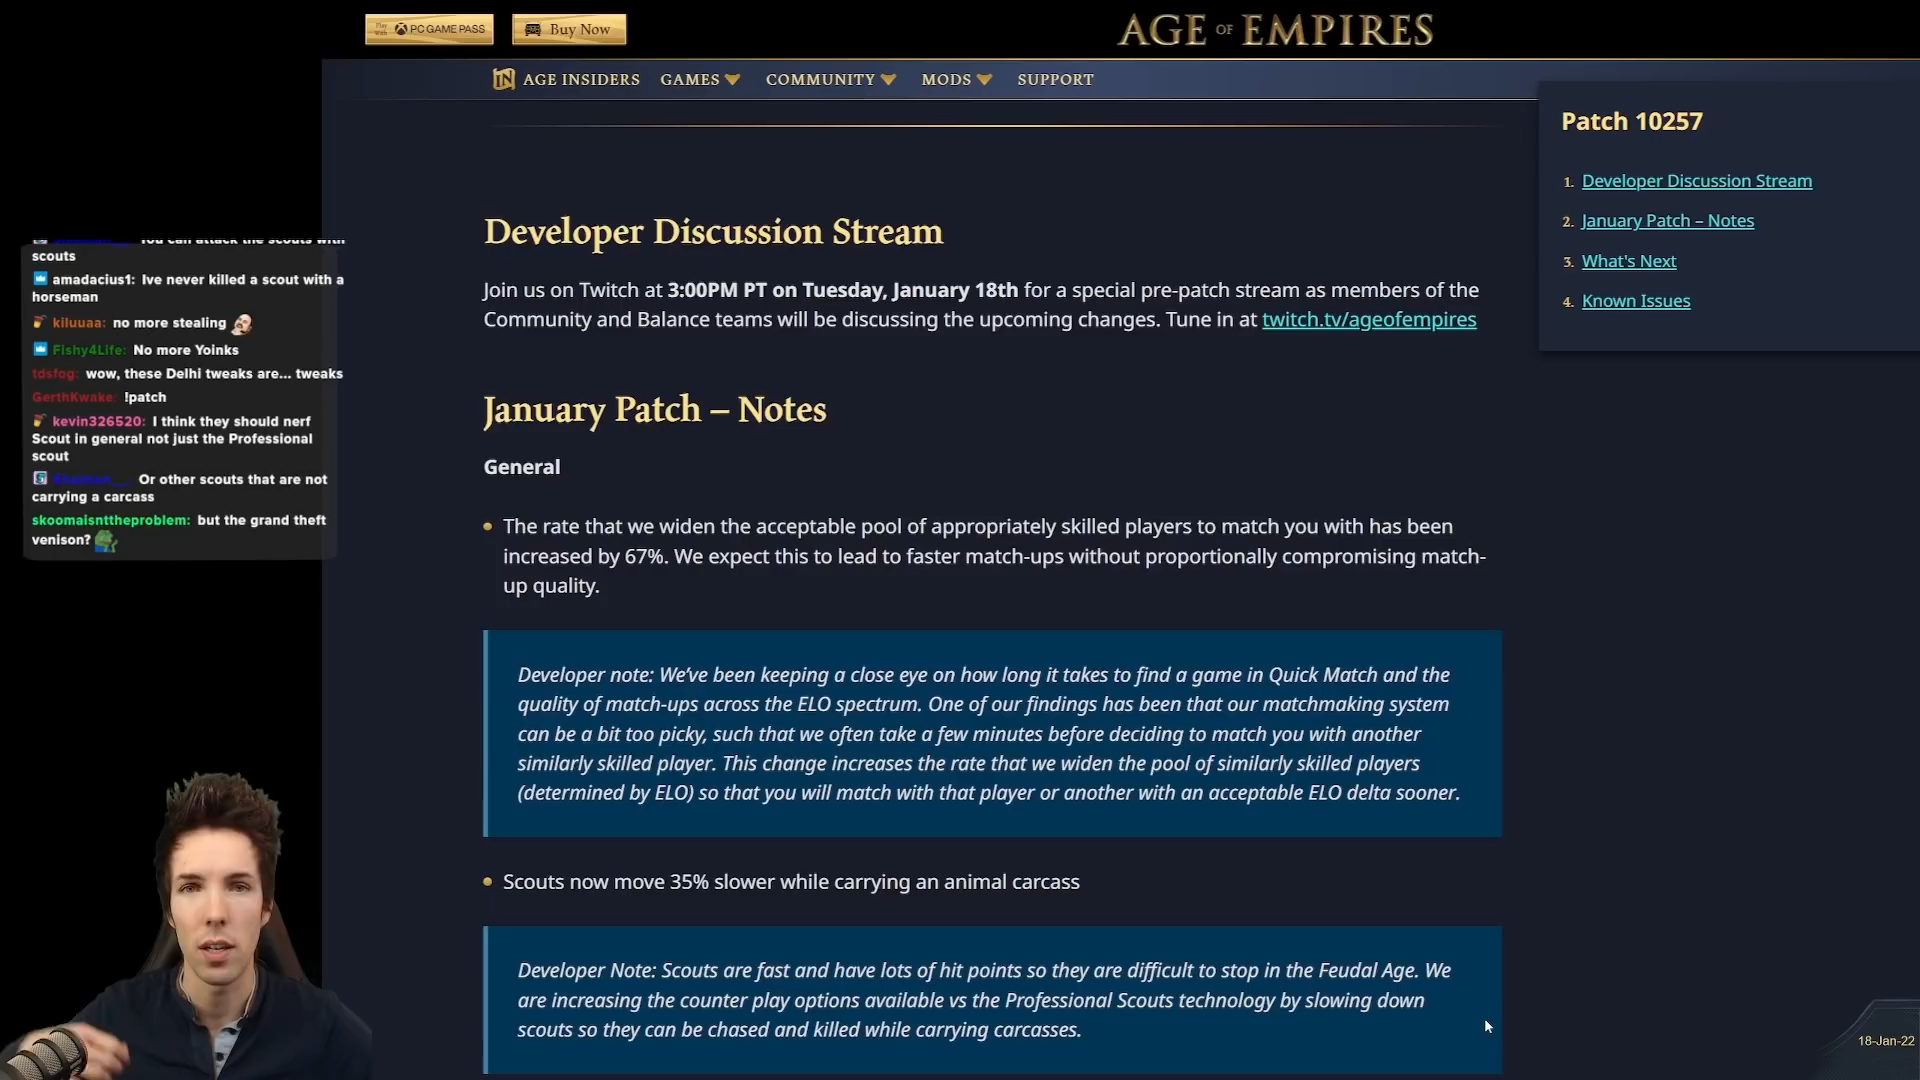 Play With PC GAME PASS
Buy Now
AGE OF EMPIRES
AGE INSIDERS GAMES COMMUNITY MODS SUPPORT
Patch 10257
1. Developer Discussion Stream
2. January Patch – Notes
3. What's Next
4. Known Issues
Developer Discussion Stream
Join us on Twitch at 3:00PM PT on Tuesday, January 18th for a special pre-patch stream as members of the
Community and Balance teams will be discussing the upcoming changes. Tune in at twitch.tv/ageofempires
You can attack the scouts with
scouts
amadacius1: Ive never killed a scout with a
horseman
kiluuaa: no more stealing
Fishy4Life: No more Yoinks
tdsfog: wow, these Delhi tweaks are... tweaks
GerthKwake: !patch
kevin326520: I think they should nerf
Scout in general not just the Professional
scout
Or other scouts that are not
carrying a carcass
skoomaisnttheproblem: but the grand theft
venison?
January Patch – Notes
General
The rate that we widen the acceptable pool of appropriately skilled players to match you with has been
increased by 67%. We expect this to lead to faster match-ups without proportionally compromising match-
up quality.
Developer note: We've been keeping a close eye on how long it takes to find a game in Quick Match and the
quality of match-ups across the ELO spectrum. One of our findings has been that our matchmaking system
can be a bit too picky, such that we often take a few minutes before deciding to match you with another
similarly skilled player. This change increases the rate that we widen the pool of similarly skilled players
(determined by ELO) so that you will match with that player or another with an acceptable ELO delta sooner.
Scouts now move 35% slower while carrying an animal carcass
Developer Note: Scouts are fast and have lots of hit points so they are difficult to stop in the Feudal Age. We
are increasing the counter play options available vs the Professional Scouts technology by slowing down
scouts so they can be chased and killed while carrying carcasses.
18-Jan-22